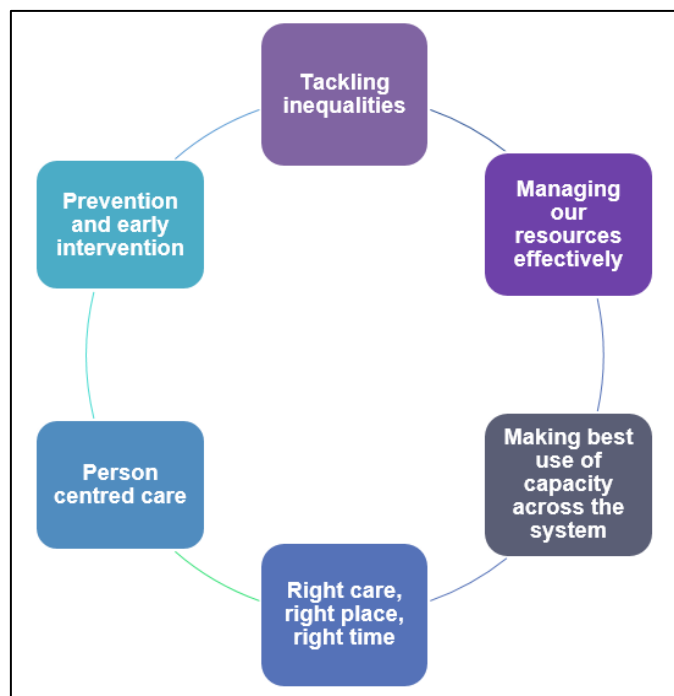 Tackling
inequalities
Managing
our
resources
effectively
Making best
use of
capacity
across the
system
Right care,
right place,
right time
Person
centred care
Prevention
and early
intervention